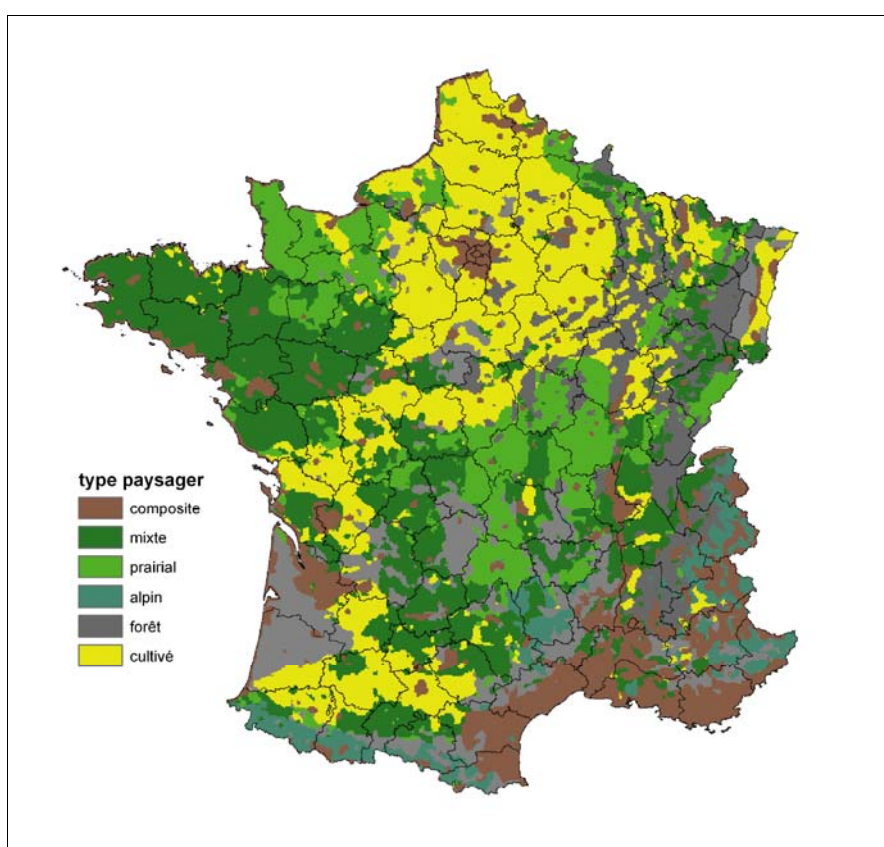 type paysager
composite
mixte
prairial
alpin
forêt
cultivé